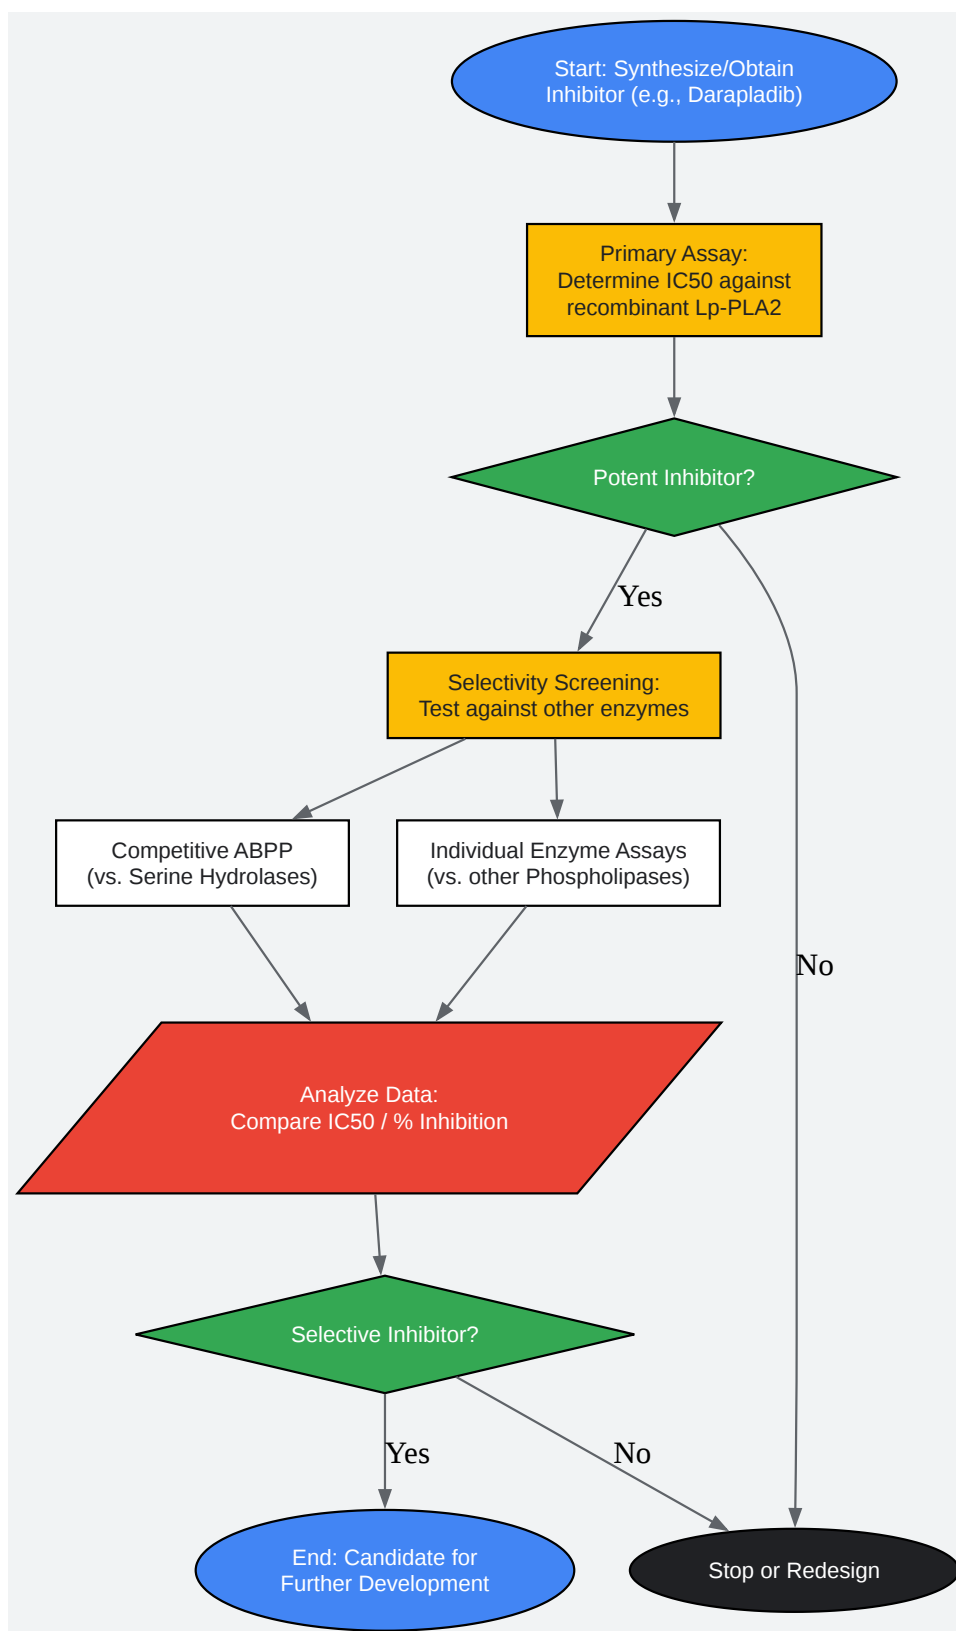 Start: Synthesize/Obtain
Inhibitor (e.g., Darapladib)
Primary Assay:
Determine IC50 against
recombinant Lp-PLA2
Potent Inhibitor?
Yes
Selectivity Screening:
Test against other enzymes
Competitive ABPP
(vs. Serine Hydrolases)
Individual Enzyme Assays
(vs. other Phospholipases)
No
Analyze Data:
Compare IC50 / % Inhibition
Selective Inhibitor?
Yes
No
End: Candidate for
Further Development
Stop or Redesign